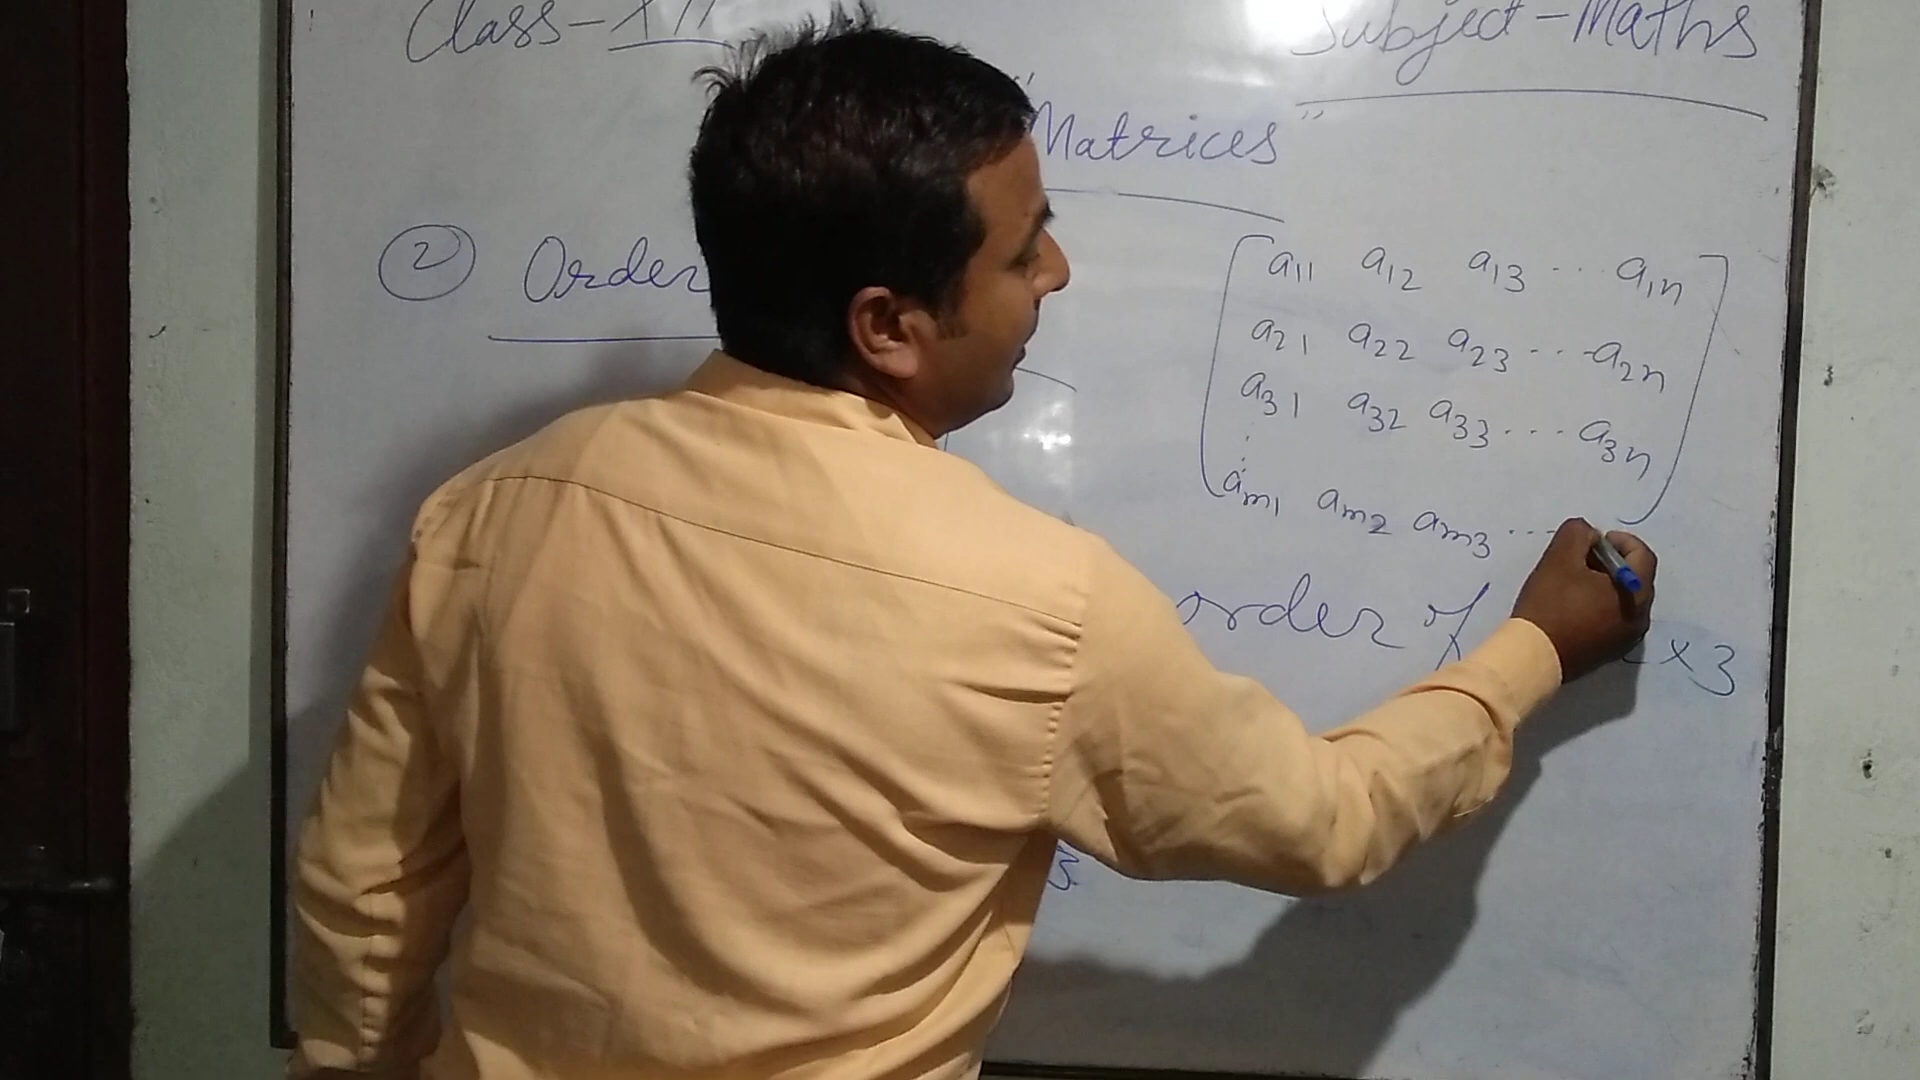 Class - XII
Subject - Maths
"Matrices"
② Order
a11 a12 a13 ... a1n
a21 a22 a23 ... a2n
a31 a32 a33 ... a3n
⋮
am1 am2 am3 ...
order of
×3
3